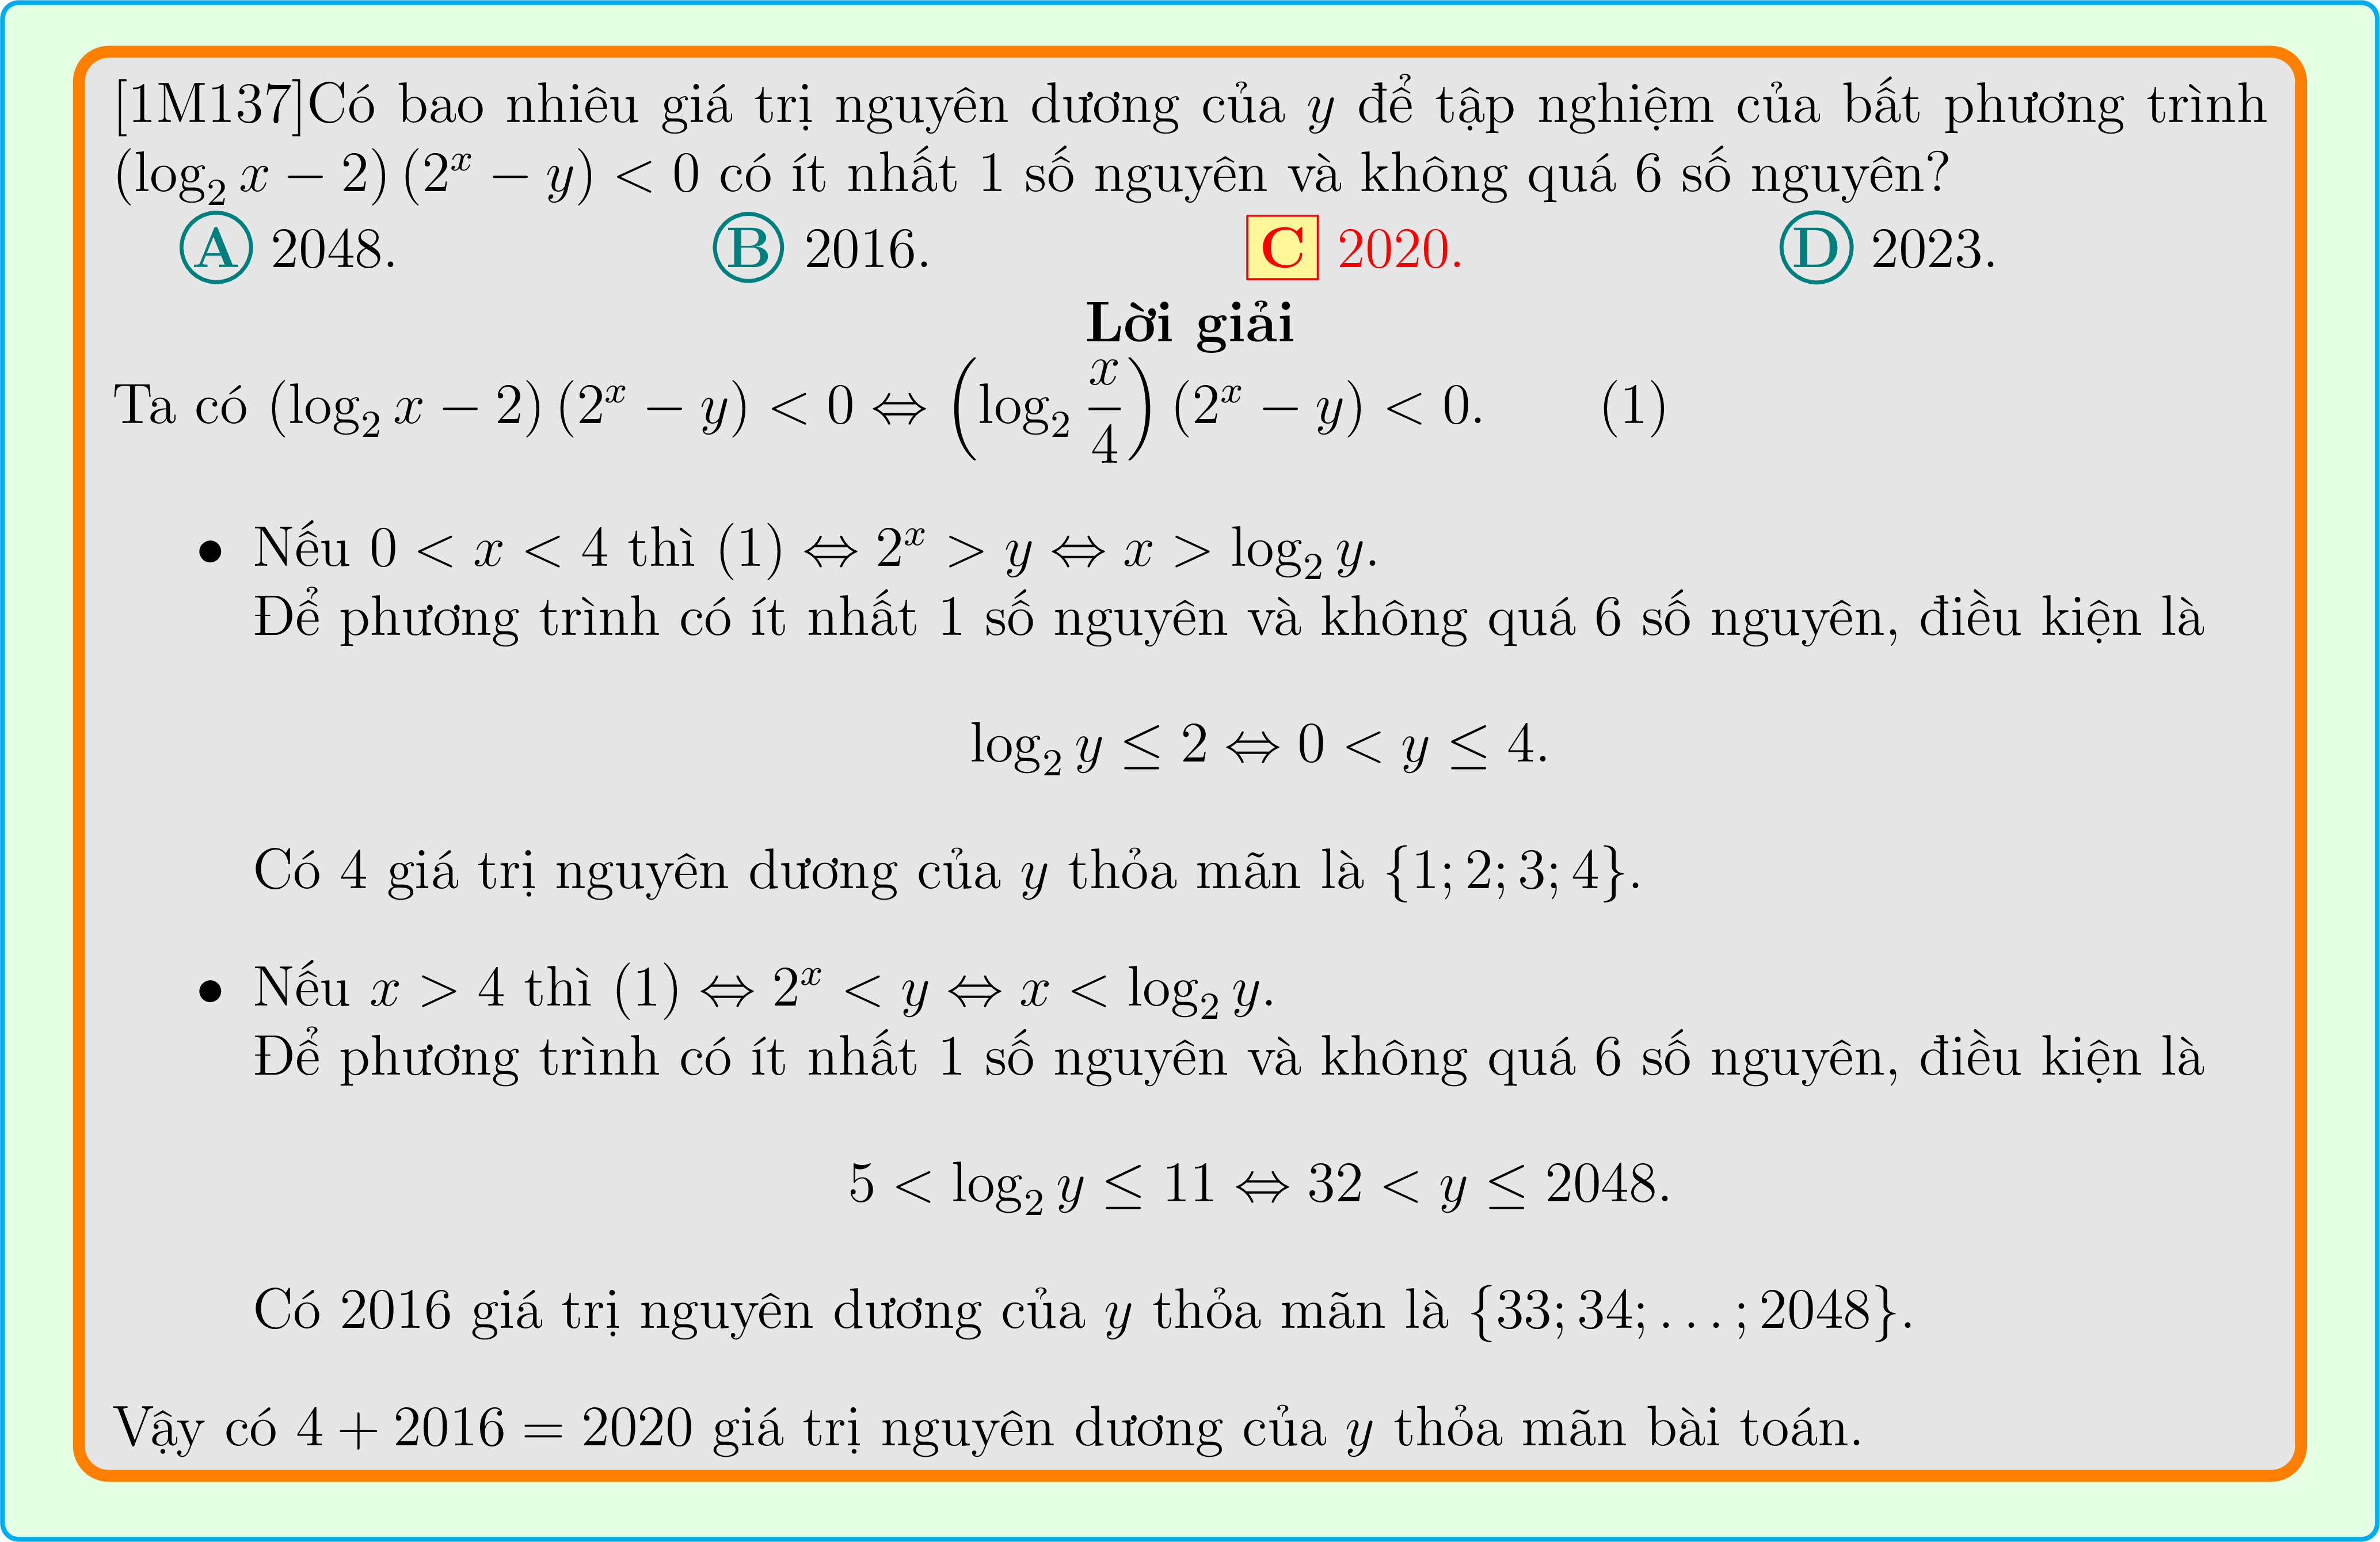 [1M137]Có bao nhiêu giá trị nguyên dương của $y$ để tập nghiệm của bất phương trình
$(\log_2 x - 2)(2^x - y) < 0$ có ít nhất 1 số nguyên và không quá 6 số nguyên?
A 2048. B 2016. C 2020. D 2023.
Lời giải
Ta có $(\log_2 x - 2)(2^x - y) < 0 \Leftrightarrow \left(\log_2 \dfrac{x}{4}\right)(2^x - y) < 0.$ (1)
• Nếu $0 < x < 4$ thì $(1) \Leftrightarrow 2^x > y \Leftrightarrow x > \log_2 y.$
Để phương trình có ít nhất 1 số nguyên và không quá 6 số nguyên, điều kiện là
$\log_2 y \leq 2 \Leftrightarrow 0 < y \leq 4.$
Có 4 giá trị nguyên dương của $y$ thỏa mãn là $\{1; 2; 3; 4\}.$
• Nếu $x > 4$ thì $(1) \Leftrightarrow 2^x < y \Leftrightarrow x < \log_2 y.$
Để phương trình có ít nhất 1 số nguyên và không quá 6 số nguyên, điều kiện là
$5 < \log_2 y \leq 11 \Leftrightarrow 32 < y \leq 2048.$
Có 2016 giá trị nguyên dương của $y$ thỏa mãn là $\{33; 34; \ldots; 2048\}.$
Vậy có $4 + 2016 = 2020$ giá trị nguyên dương của $y$ thỏa mãn bài toán.